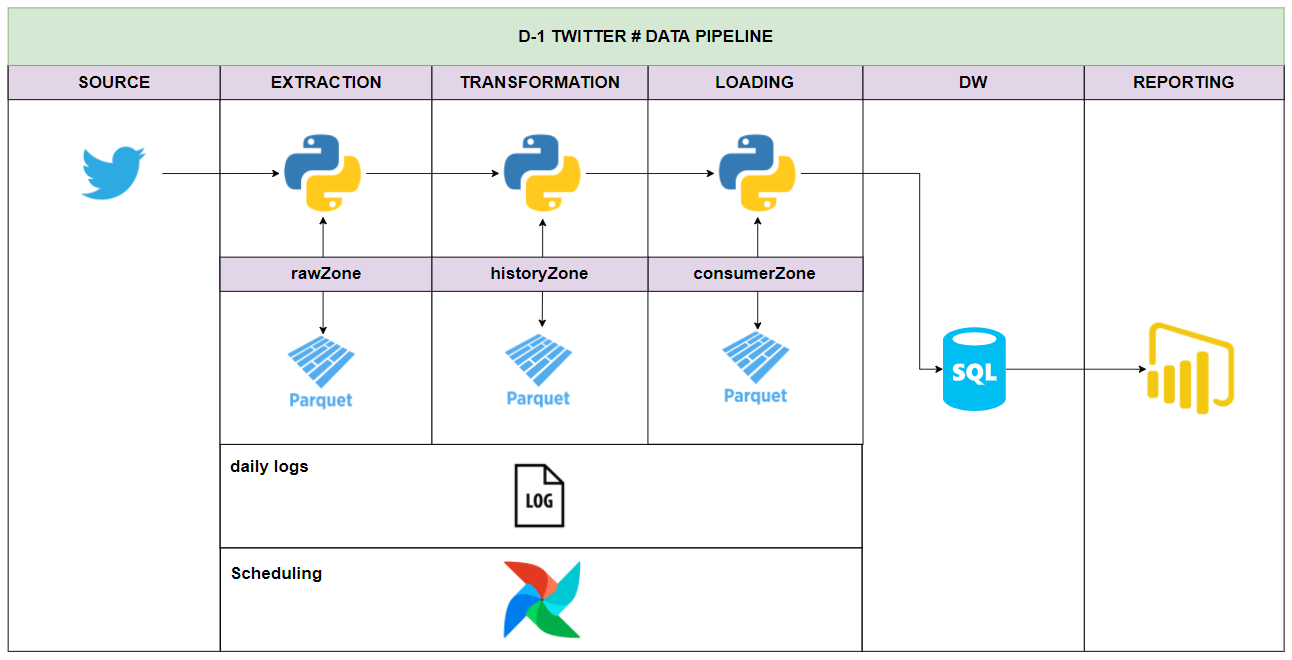 D-1 TWITTER # DATA PIPELINE
SOURCE
EXTRACTION
TRANSFORMATION
LOADING
DW
REPORTING
rawZone
historyZone
consumerZone
Parquet
Parquet
Parquet
SQL
daily logs
LOG
Scheduling